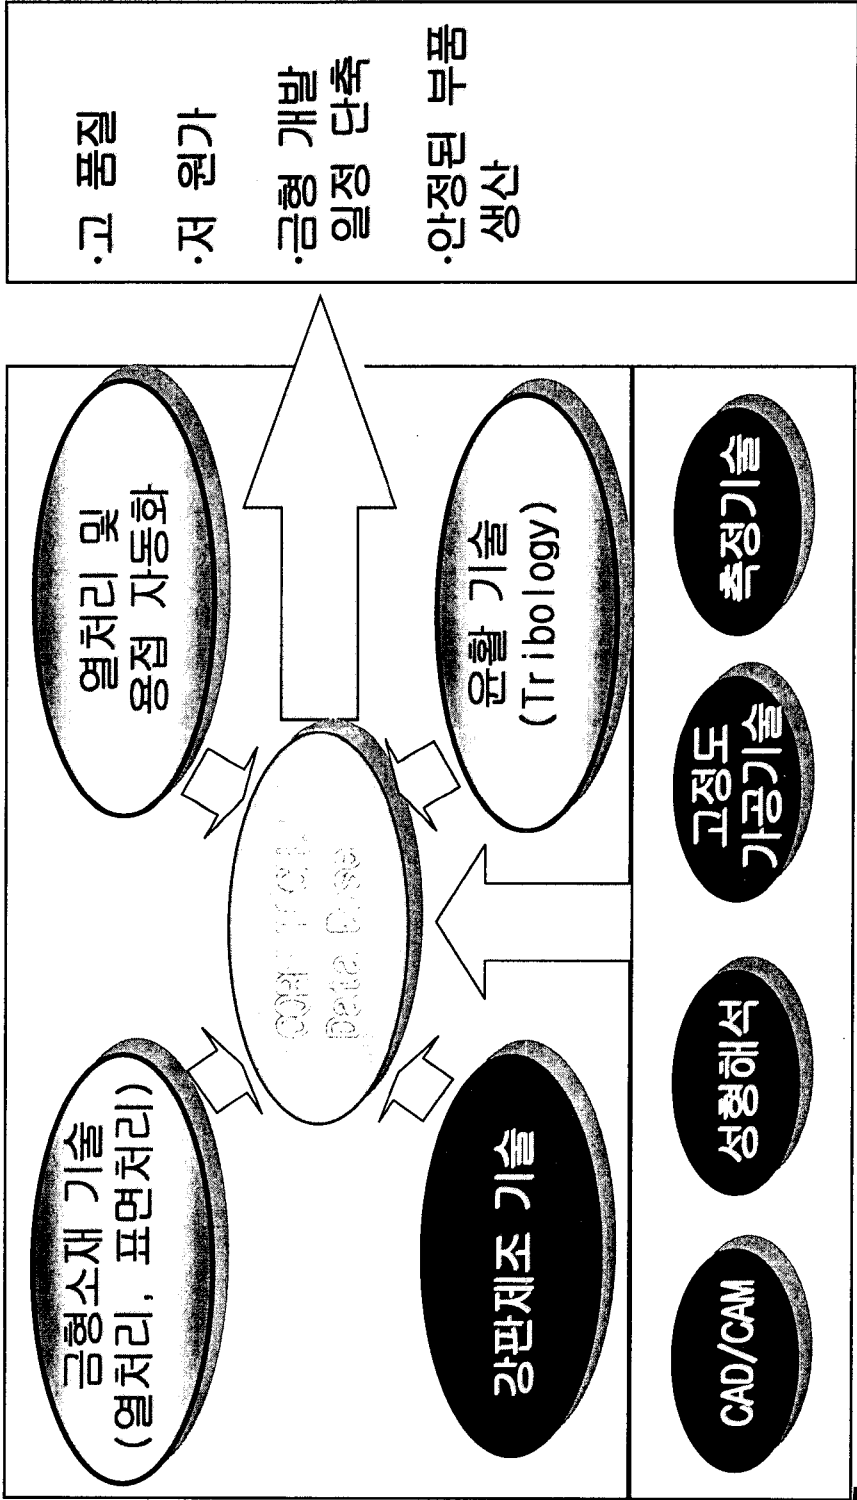 금형소재 기술
(열처리, 표면처리)
열처리 및
용접 자동화
Data Base
강판제조 기술
윤활 기술
(Tribology)
CAD/CAM
성형해석
고정도
가공기술
측정기술
·고 품질
·저 원가
·금형 개발
일정 단축
·안정된 부품
생산